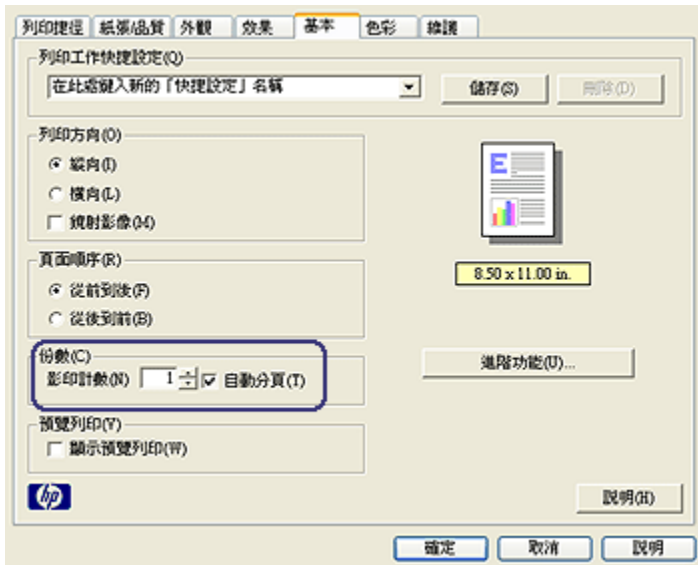 列印捷徑 紙張/品質 外觀 效果 基本 色彩 維護
列印工作快捷設定(Q)
在此處鍵入新的「快捷設定」名稱 儲存(S) 刪除(D)
列印方向(O)
縱向(I)
橫向(L)
鏡射影像(M)
E
8.50 x 11.00 in.
頁面順序(R)
從前到後(F)
從後到前(B)
份數(C)
影印計數(N) 1 自動分頁(T)
進階功能(U)...
預覽列印(V)
顯示預覽列印(W)
hp
説明(H)
確定 取消 説明